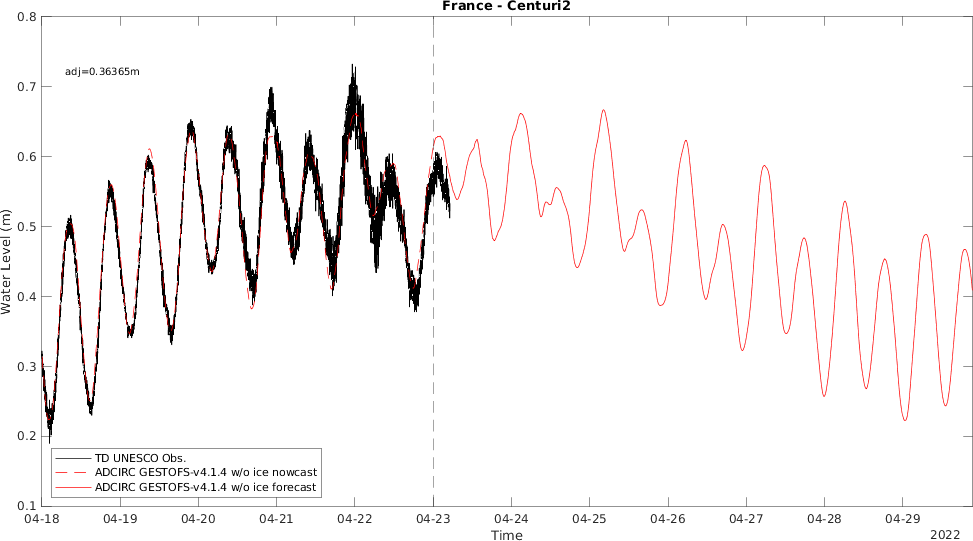 France - Centuri2
adj=0.36365m
0.8
0.7
0.6
0.5
0.4
0.3
0.2
0.1
Water Level (m)
TD UNESCO Obs.
ADCIRC GESTOFS-v4.1.4 w/o ice nowcast
ADCIRC GESTOFS-v4.1.4 w/o ice forecast
04-18 04-19 04-20 04-21 04-22 04-23 04-24 04-25 04-26 04-27 04-28 04-29
Time
2022